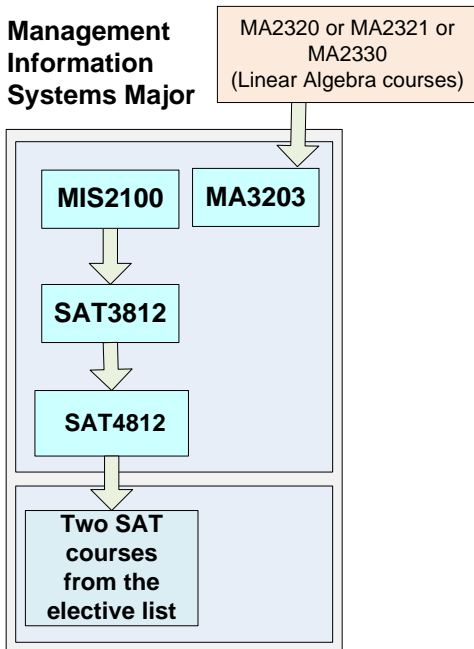 Management
Information
Systems Major
MA2320 or MA2321 or
MA2330
(Linear Algebra courses)
MIS2100
MA3203
SAT3812
SAT4812
Two SAT
courses
from the
elective list